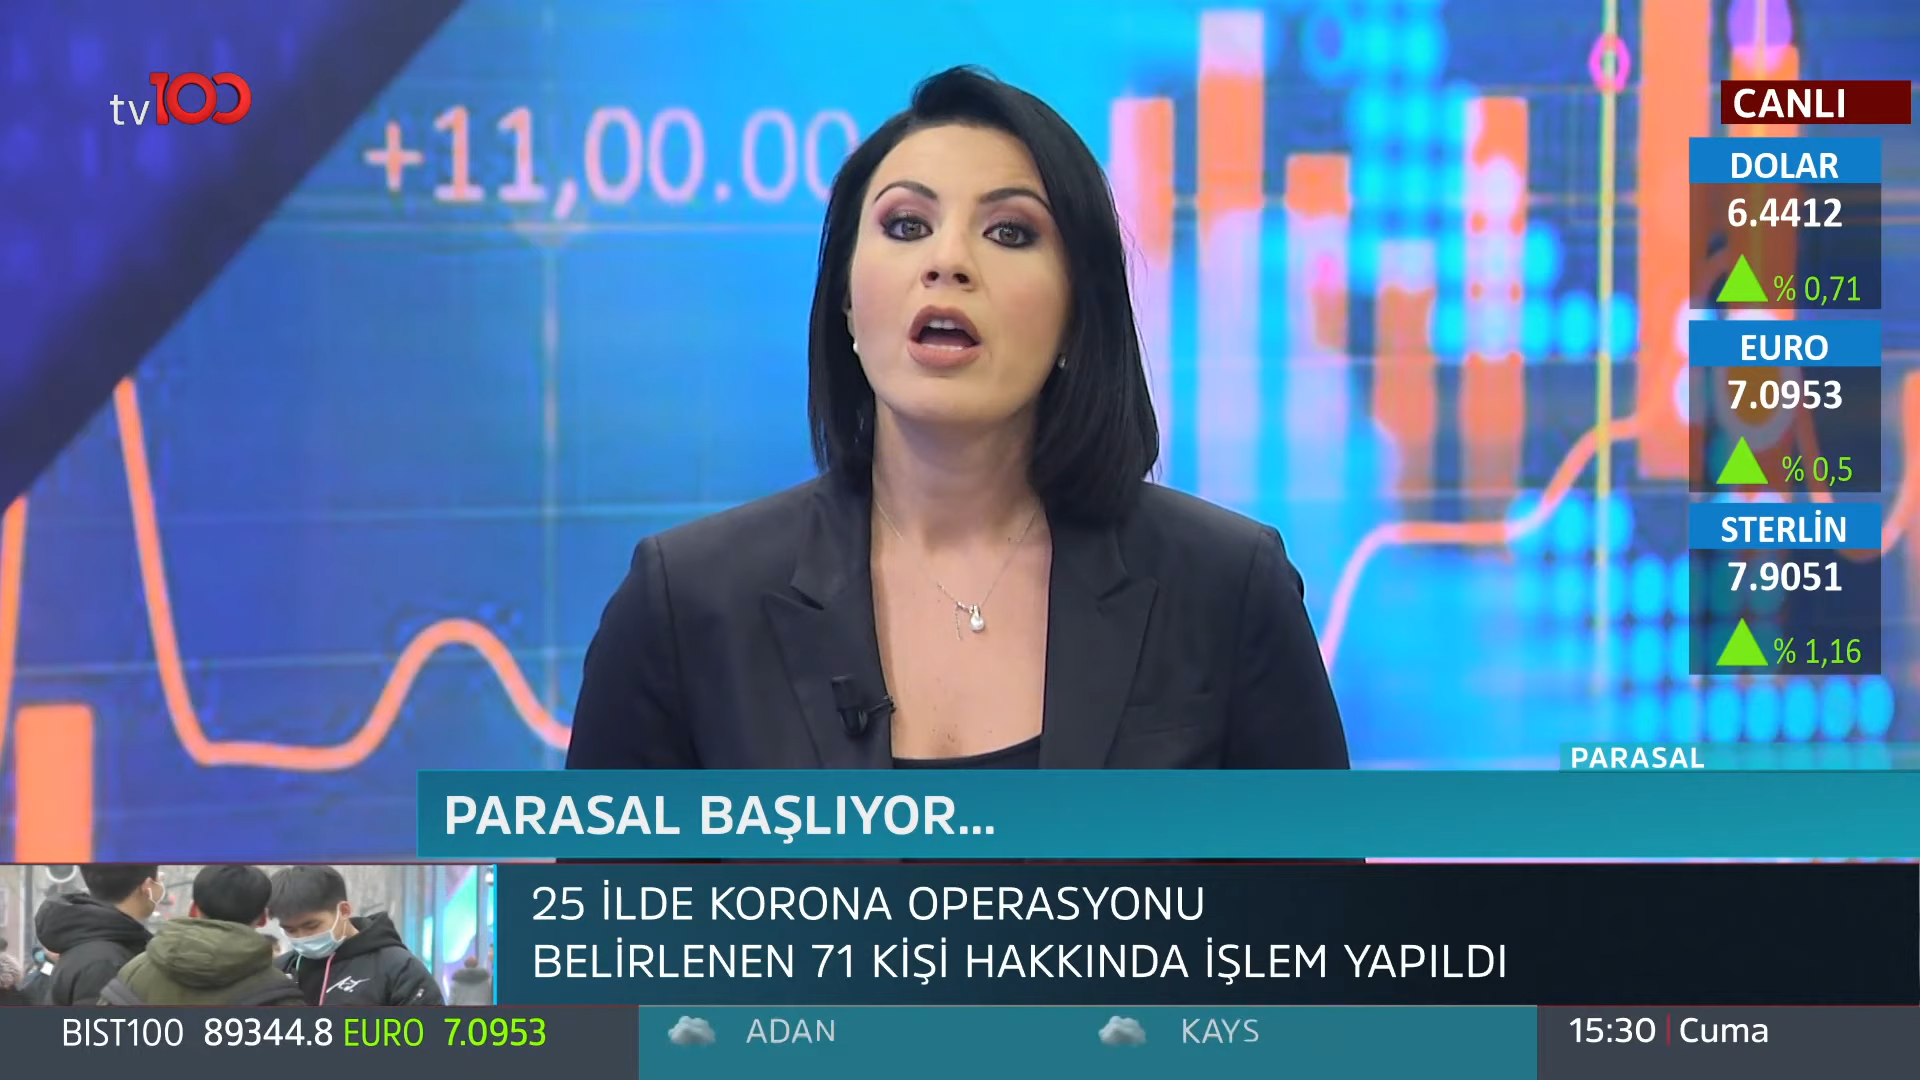 tv100
+11,00.00
CANLI
DOLAR
6.4412
% 0,71
EURO
7.0953
% 0,5
STERLİN
7.9051
% 1,16
PARASAL
PARASAL BAŞLIYOR...
25 İLDE KORONA OPERASYONU
BELİRLENEN 71 KİŞİ HAKKINDA İŞLEM YAPILDI
BIST100 89344.8 EURO 7.0953
ADAN
KAYS
15:30 Cuma